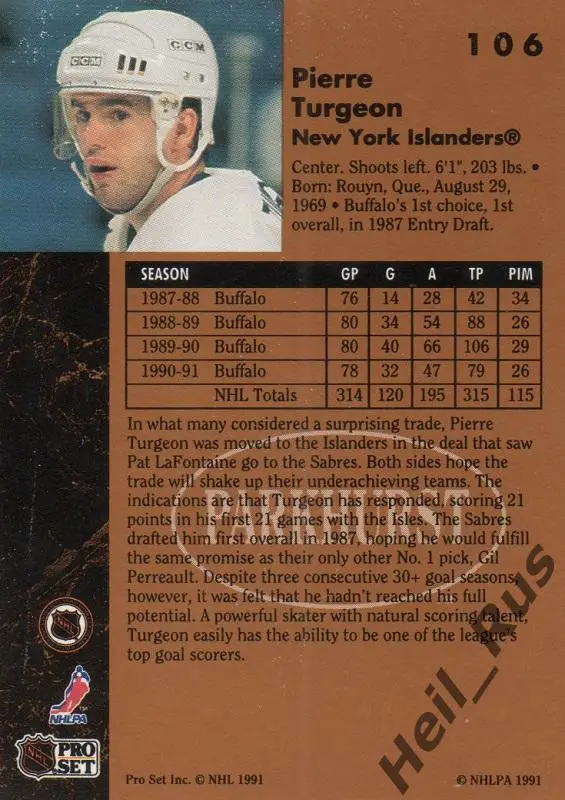 CCM
CCM
106
Pierre
Turgeon
New York Islanders®
Center. Shoots left. 6'1", 203 lbs. •
Born: Rouyn, Que., August 29,
1969 • Buffalo's 1st choice, 1st
overall, in 1987 Entry Draft.
SEASON GP G A TP PIM
1987-88 Buffalo 76 14 28 42 34
1988-89 Buffalo 80 34 54 88 26
1989-90 Buffalo 80 40 66 106 29
1990-91 Buffalo 78 32 47 79 26
NHL Totals 314 120 195 315 115
In what many considered a surprising trade, Pierre
Turgeon was moved to the Islanders in the deal that saw
Pat LaFontaine go to the Sabres. Both sides hope the
trade will shake up their underachieving teams. The
indications are that Turgeon has responded, scoring 21
points in his first 21 games with the Isles. The Sabres
drafted him first overall in 1987, hoping he would fulfill
the same promise as their only other No. 1 pick, Gil
Perreault. Despite three consecutive 30+ goal seasons,
however, it was felt that he hadn't reached his full
potential. A powerful skater with natural scoring talent,
Turgeon easily has the ability to be one of the league's
top goal scorers.
PARKHURST
NHL
NHLPA
TM
NHL
PRO
SET
Pro Set Inc. © NHL 1991
© NHLPA 1991
Heil_Rus